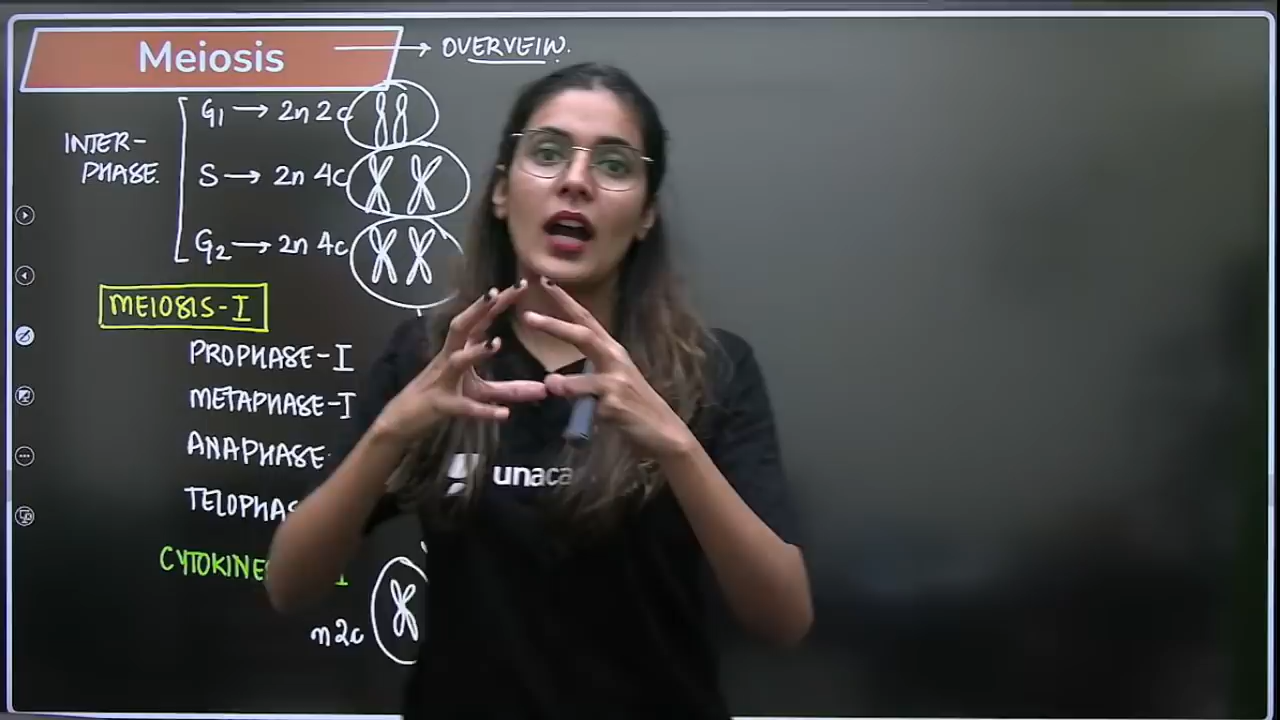 Meiosis → OVERVEIW.
G1 → 2n 2c
INTER-
PHASE.
S → 2n 4c
G2 → 2n 4c
MEIOSIS-I
PROPHASE-I
METAPHASE-I
ANAPHASE
TELOPHAS
CYTOKINE I
n2c
unaca